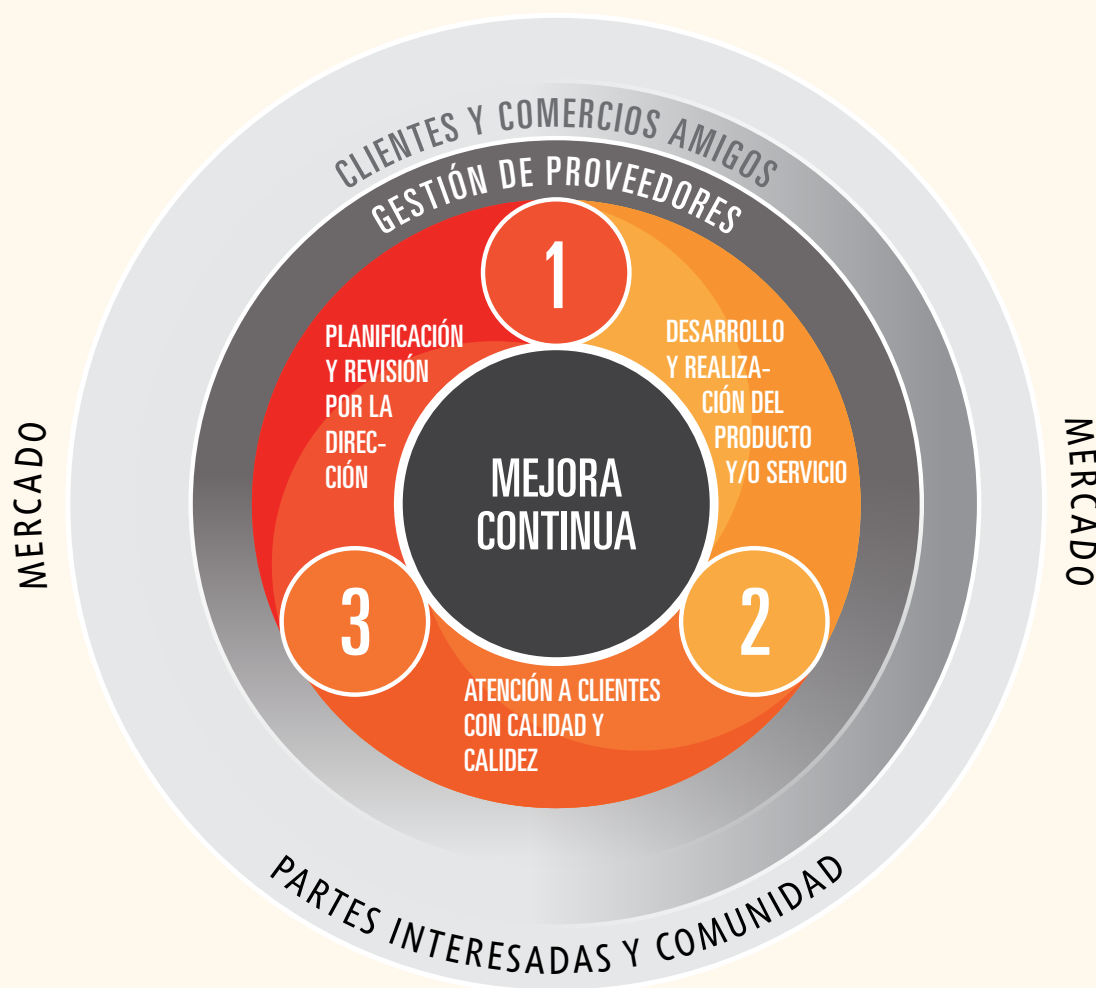 CLIENTES Y COMERCIOS AMIGOS
GESTIÓN DE PROVEEDORES
1
PLANIFICACIÓN
Y REVISIÓN
POR LA
DIREC-
CIÓN
DESARROLLO
Y REALIZA-
CIÓN DEL
PRODUCTO
Y/O SERVICIO
MEJORA
CONTINUA
MERCADO
MERCADO
3
2
ATENCIÓN A CLIENTES
CON CALIDAD Y
CALIDEZ
PARTES INTERESADAS Y COMUNIDAD